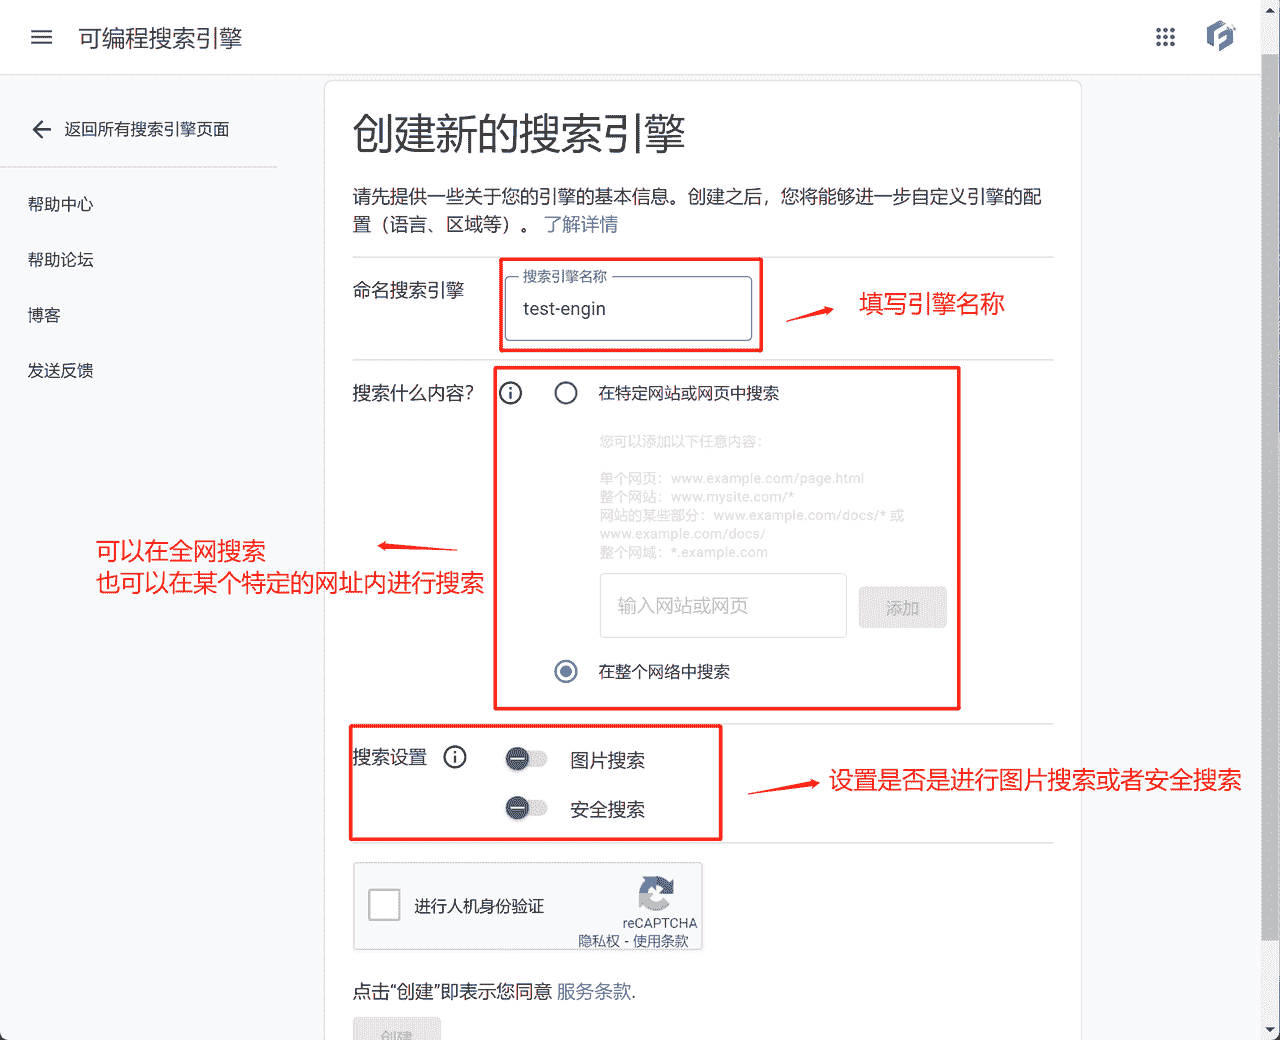 可编程搜索引擎
返回所有搜索引擎页面
帮助中心
帮助论坛
博客
发送反馈
创建新的搜索引擎
请先提供一些关于您的引擎的基本信息。创建之后，您将能够进一步自定义引擎的配
置（语言、区域等）。 了解详情
命名搜索引擎
搜索引擎名称
test-engin
填写引擎名称
搜索什么内容？
在特定网站或网页中搜索
您可以添加以下任意内容：
单个网页：www.example.com/page.html
整个网站：www.mysite.com/*
网站的某些部分：www.example.com/docs/* 或
www.example.com/docs/
整个网域：*.example.com
可以在全网搜索
也可以在某个特定的网址内进行搜索
输入网站或网页
添加
在整个网络中搜索
搜索设置
图片搜索
安全搜索
设置是否是进行图片搜索或者安全搜索
进行人机身份验证
reCAPTCHA
隐私权 - 使用条款
点击“创建”即表示您同意 服务条款.
创建